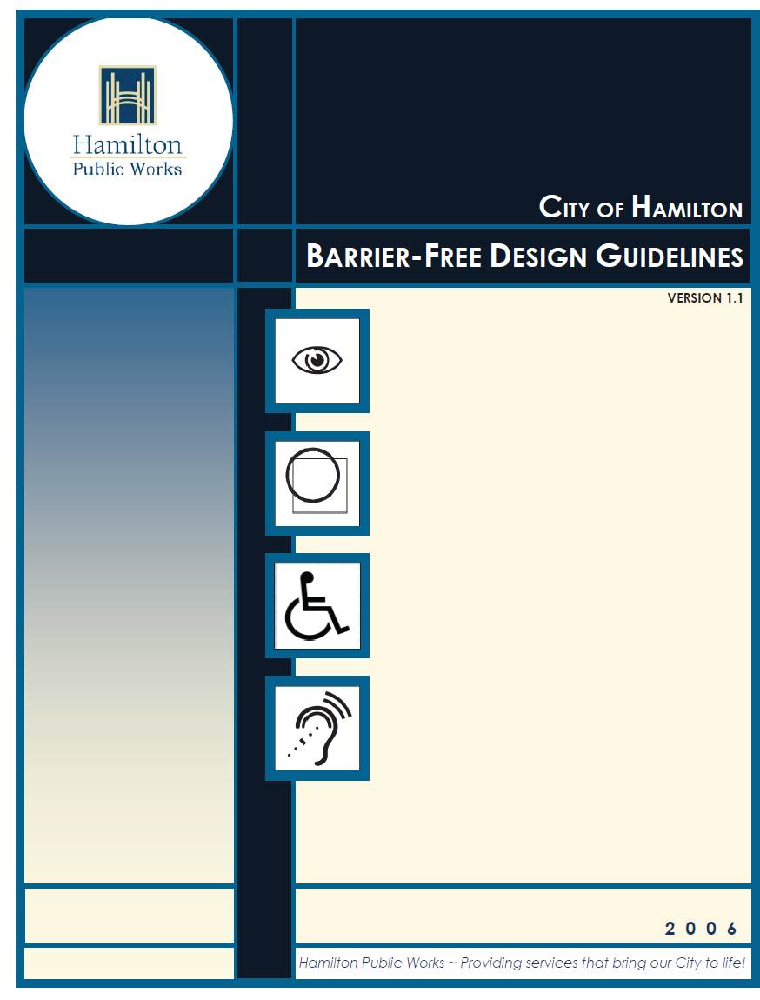 Hamilton
Public Works
CITY OF HAMILTON
BARRIER-FREE DESIGN GUIDELINES
VERSION 1.1
2006
Hamilton Public Works ~ Providing services that bring our City to life!